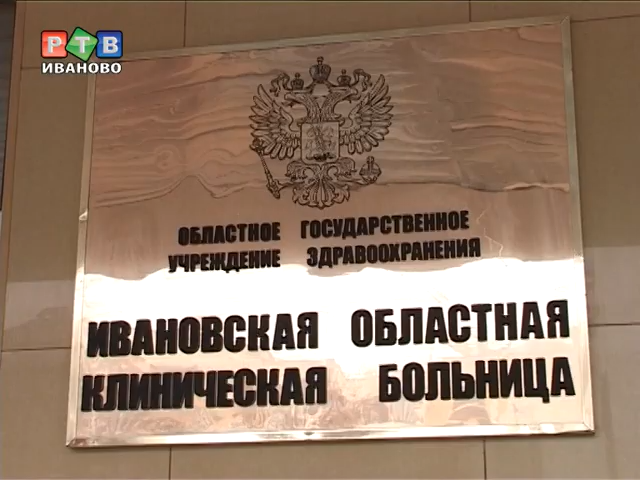 РТВ
ИВАНОВО
ОБЛАСТНОЕ ГОСУДАРСТВЕННОЕ
УЧРЕЖДЕНИЕ ЗДРАВООХРАНЕНИЯ
ИВАНОВСКАЯ ОБЛАСТНАЯ
КЛИНИЧЕСКАЯ БОЛЬНИЦА